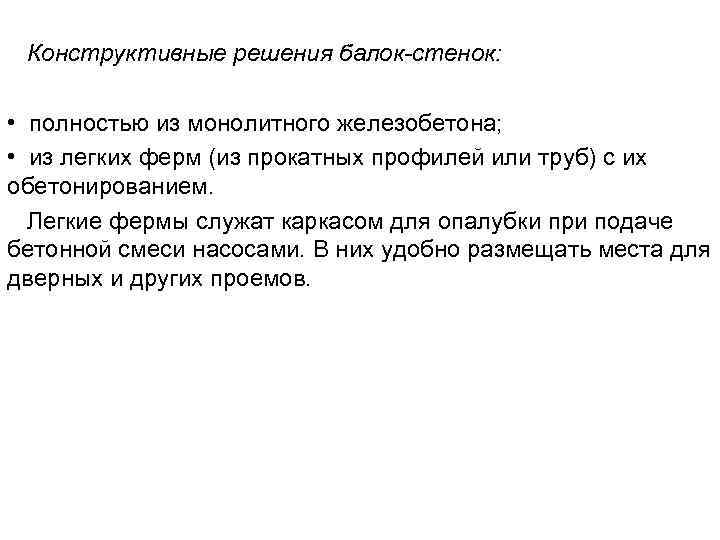 Конструктивные решения балок-стенок:
• полностью из монолитного железобетона;
• из легких ферм (из прокатных профилей или труб) с их
обетонированием.
Легкие фермы служат каркасом для опалубки при подаче
бетонной смеси насосами. В них удобно размещать места для
дверных и других проемов.